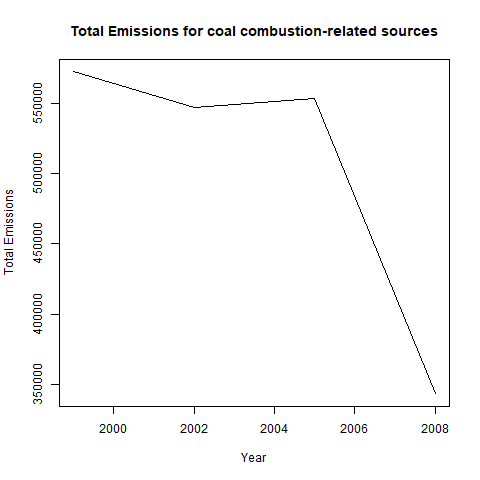 Total Emissions for coal combustion-related sources
Total Emissions
550000
500000
450000
400000
350000
2000 2002 2004 2006 2008
Year